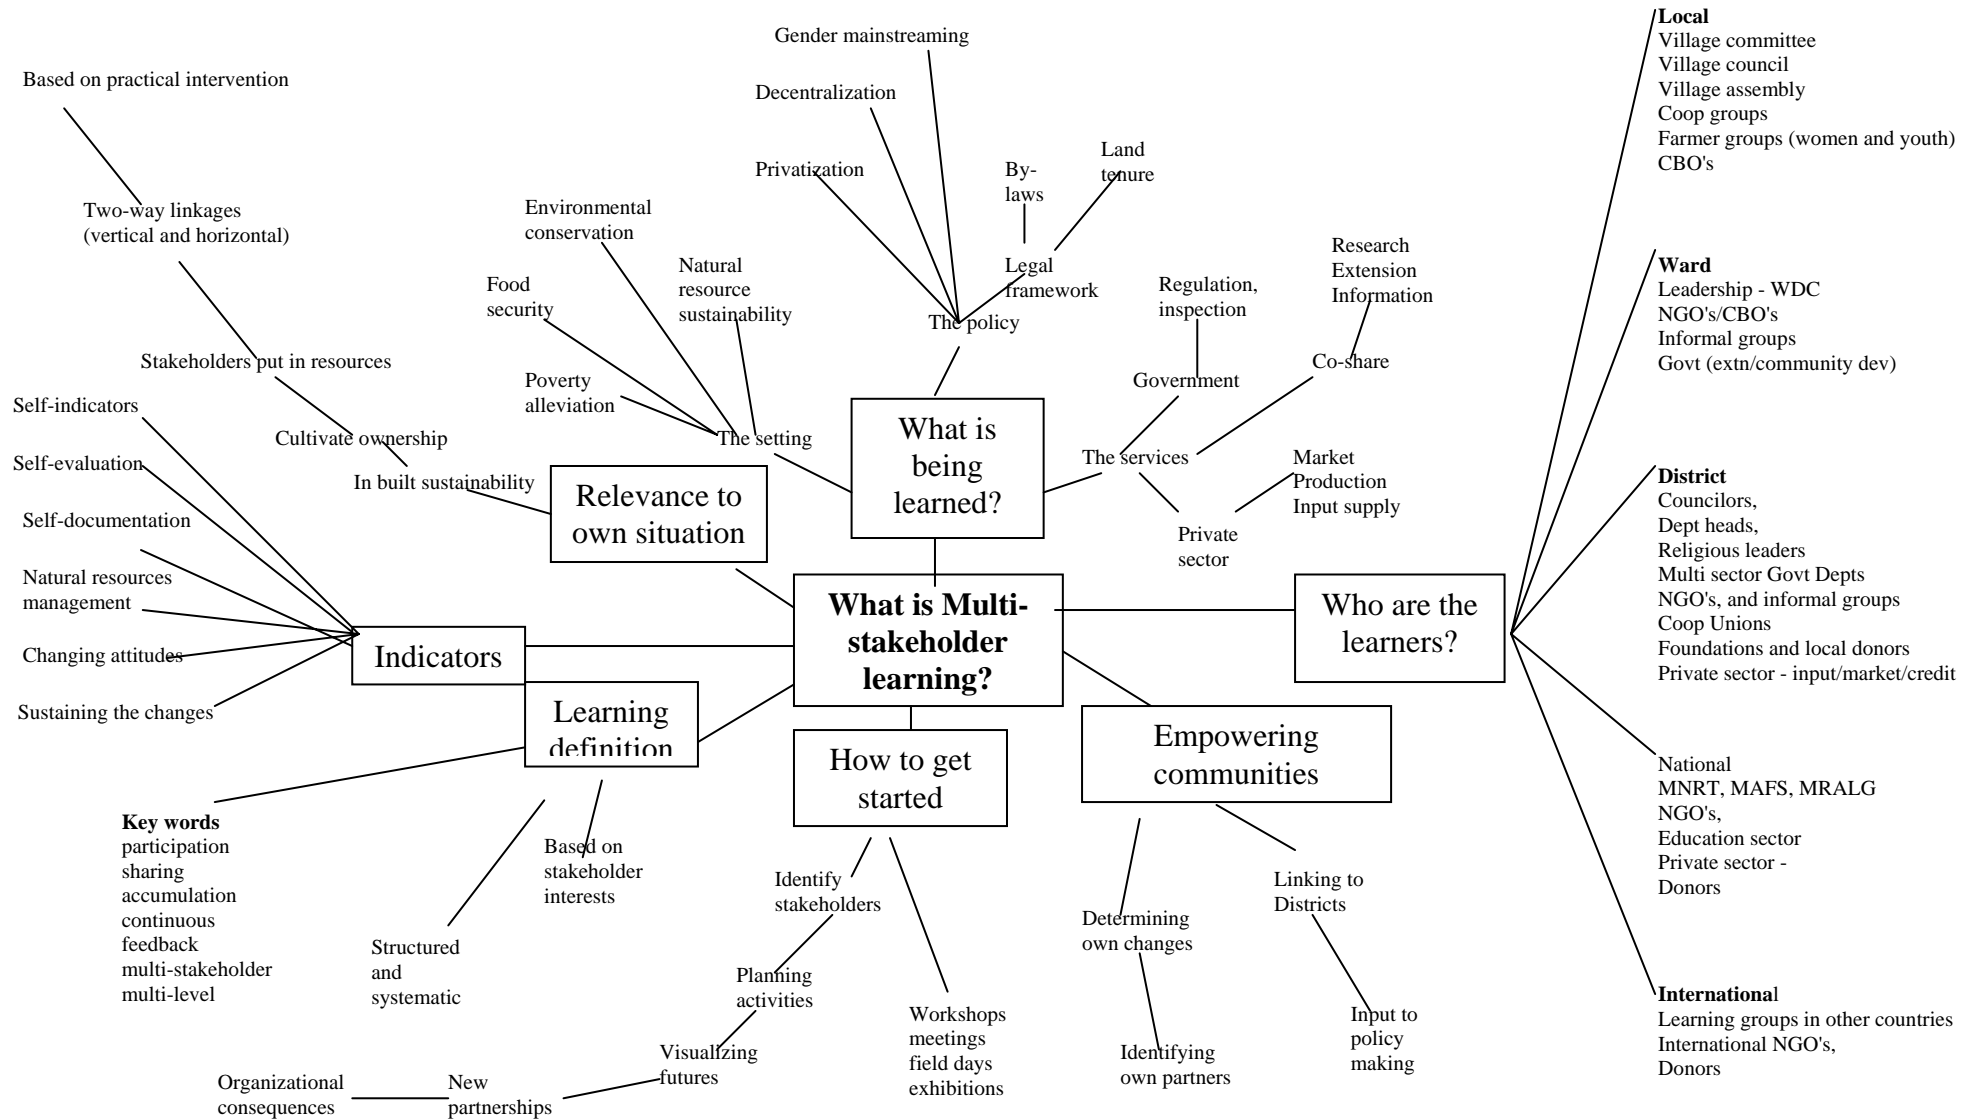 Gender mainstreaming
Decentralization
Privatization
By-
laws
Land
tenure
Legal
framework
The policy
Environmental
conservation
Natural
resource
sustainability
Food
security
Poverty
alleviation
The setting
Regulation,
inspection
Research
Extension
Information
Government
Co-share
The services
Market
Production
Input supply
Private
sector
What is
being
learned?
Based on practical intervention
Two-way linkages
(vertical and horizontal)
Stakeholders put in resources
Cultivate ownership
In built sustainability
Relevance to
own situation
Self-indicators
Self-evaluation
Self-documentation
Natural resources
management
Changing attitudes
Sustaining the changes
Indicators
What is Multi-
stakeholder
learning?
Who are the
learners?
Local
Village committee
Village council
Village assembly
Coop groups
Farmer groups (women and youth)
CBO's
Ward
Leadership - WDC
NGO's/CBO's
Informal groups
Govt (extn/community dev)
District
Councilors,
Dept heads,
Religious leaders
Multi sector Govt Depts
NGO's, and informal groups
Coop Unions
Foundations and local donors
Private sector - input/market/credit
National
MNRT, MAFS, MRALG
NGO's,
Education sector
Private sector -
Donors
International
Learning groups in other countries
International NGO's,
Donors
Learning
definition
Key words
participation
sharing
accumulation
continuous
feedback
multi-stakeholder
multi-level
Structured
and
systematic
Based on
stakeholder
interests
How to get
started
Identify
stakeholders
Planning
activities
Visualizing
futures
New
partnerships
Organizational
consequences
Workshops
meetings
field days
exhibitions
Empowering
communities
Determining
own changes
Identifying
own partners
Linking to
Districts
Input to
policy
making